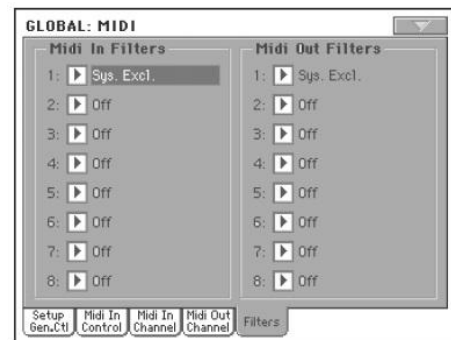 GLOBAL: MIDI
Midi In Filters
1: Sys. Excl.
2: Off
3: Off
4: Off
5: Off
6: Off
7: Off
8: Off
Midi Out Filters
1: Sys. Excl.
2: Off
3: Off
4: Off
5: Off
6: Off
7: Off
8: Off
Setup Gen.Ctl
Midi In Control
Midi In Channel
Midi Out Channel
Filters